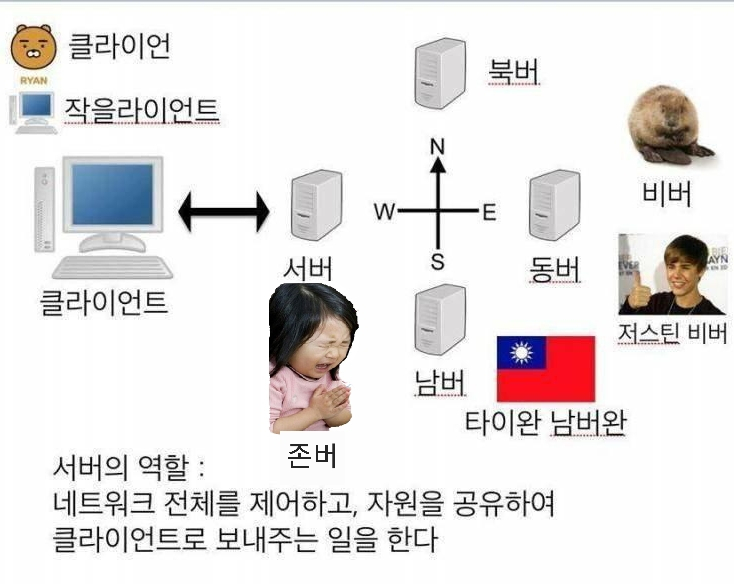 클라이언
RYAN
작을라이언트
클라이언트
서버
북버
N
W
E
S
동버
남버
비버
저스틴 비버
타이완 남버완
존버
서버의 역할 :
네트워크 전체를 제어하고, 자원을 공유하여
클라이언트로 보내주는 일을 한다